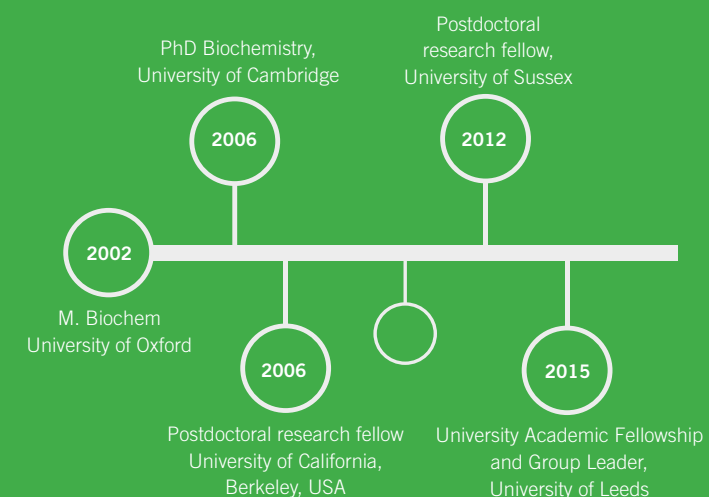 2002
M. Biochem
University of Oxford
PhD Biochemistry,
University of Cambridge
2006
2006
Postdoctoral research fellow
University of California,
Berkeley, USA
Postdoctoral
research fellow,
University of Sussex
2012
2015
University Academic Fellowship
and Group Leader,
University of Leeds